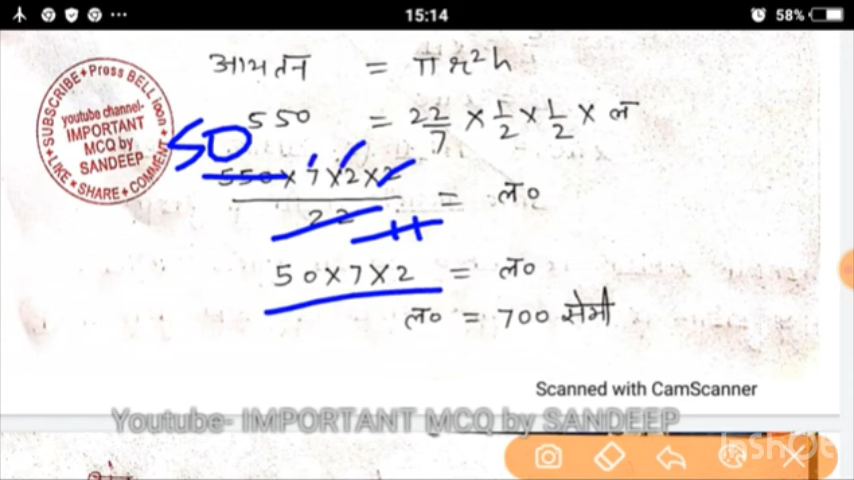 15:14
58%
SUBSCRIBE + Press BELL Icon + LIKE + SHARE + COMMENT
youtube channel-
IMPORTANT
MCQ by
SANDEEP
आयतन = π r²h
550 = 22/7 × 1/2 × 1/2 × ल
50
550 × 7 × 2 × 2 / 22 = ल०
11
50 × 7 × 2 = ल०
ल० = 700 सेमी
Scanned with CamScanner
Youtube- IMPORTANT MCQ by SANDEEP
InShOt